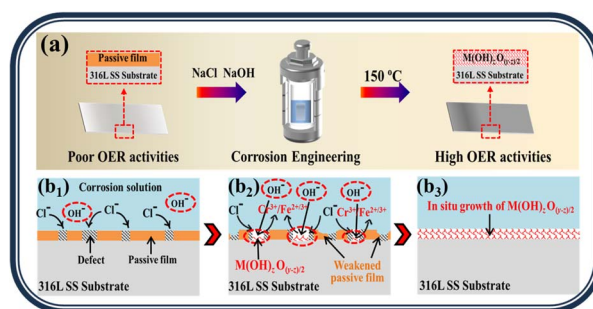 (a)
Passive film
316L SS Substrate
Poor OER activities
NaCl NaOH
Corrosion Engineering
150 °C
M(OH)zO(y-z)/2
316L SS Substrate
High OER activities
(b1)
Corrosion solution
Cl- OH- Cl- OH-
Defect
Passive film
316L SS Substrate
(b2)
OH- OH- OH-
Cl- Cr3+/Fe2+/3+ Cl- Cr3+/Fe2+/3+
M(OH)zO(y-z)/2
Weakened
passive film
316L SS Substrate
(b3)
In situ growth of M(OH)zO(y-z)/2
316L SS Substrate